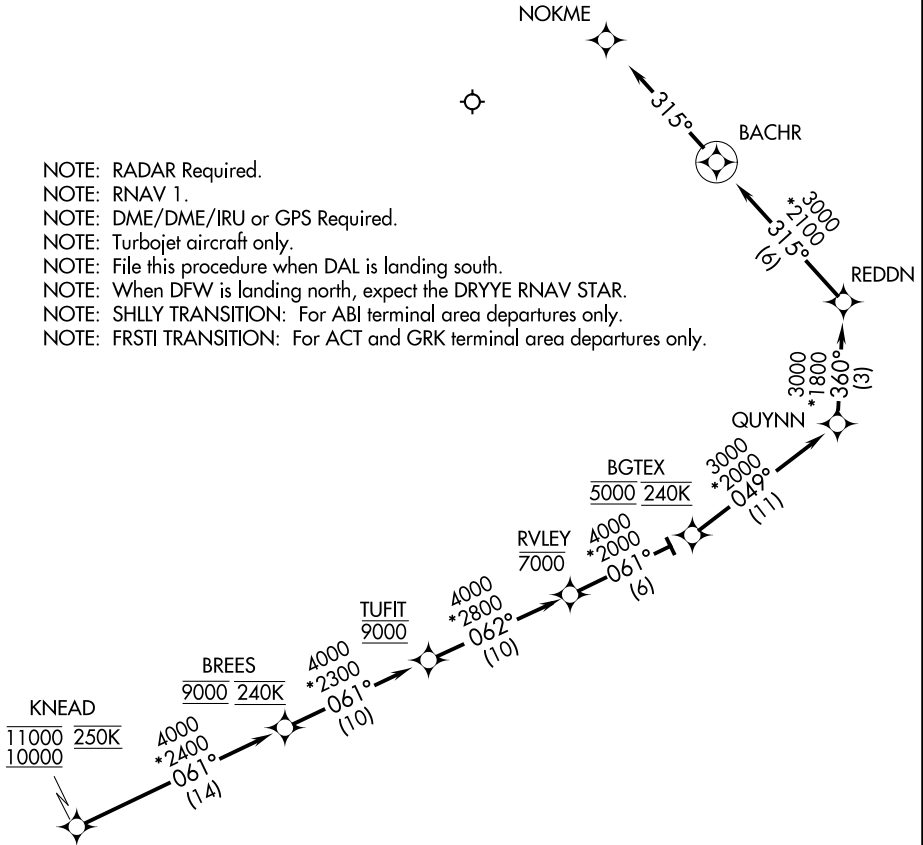 NOKME
315°
BACHR
NOTE: RADAR Required.
NOTE: RNAV 1.
NOTE: DME/DME/IRU or GPS Required.
NOTE: Turbojet aircraft only.
NOTE: File this procedure when DAL is landing south.
NOTE: When DFW is landing north, expect the DRYYE RNAV STAR.
NOTE: SHLLY TRANSITION: For ABI terminal area departures only.
NOTE: FRSTI TRANSITION: For ACT and GRK terminal area departures only.
3000
*2100
315°
(6)
REDDN
3000
*1800
360°
(3)
QUYNN
3000
*2000
049°
(11)
BGTEX
5000 240K
4000
*2000
061°
(6)
RVLEY
7000
4000
*2800
062°
(10)
TUFIT
9000
4000
*2300
061°
(10)
BREES
9000 240K
4000
*2400
061°
(14)
KNEAD
11000 250K
10000